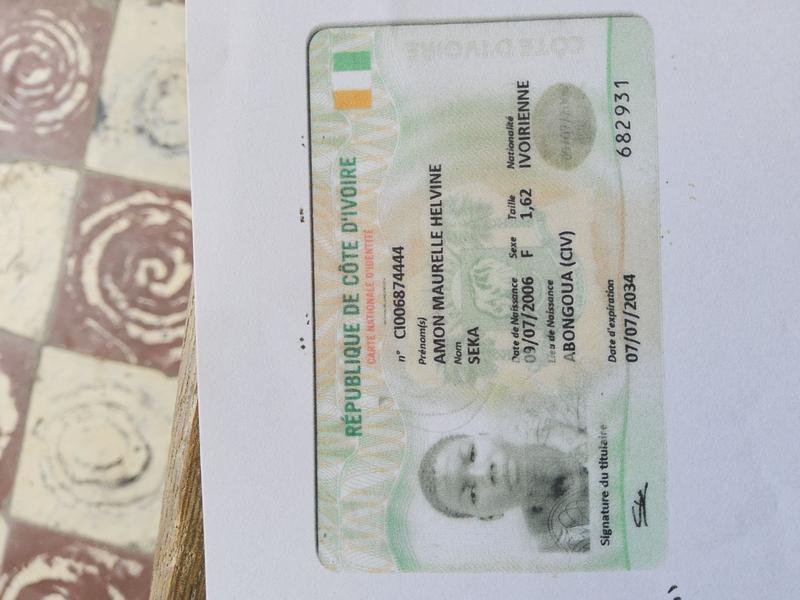 CÔTE D'IVOIRE
RÉPUBLIQUE DE CÔTE D'IVOIRE
CARTE NATIONALE D'IDENTITÉ
n° CI006874444
Prénom(s)
AMON MAURELLE HELVINE
Nom
SEKA
Date de Naissance Sexe Taille Nationalité
09/07/2006 F 1,62 IVOIRIENNE
Lieu de Naissance
ABONGOUA (CIV)
Date d'expiration
07/07/2034
Signature du titulaire
682931